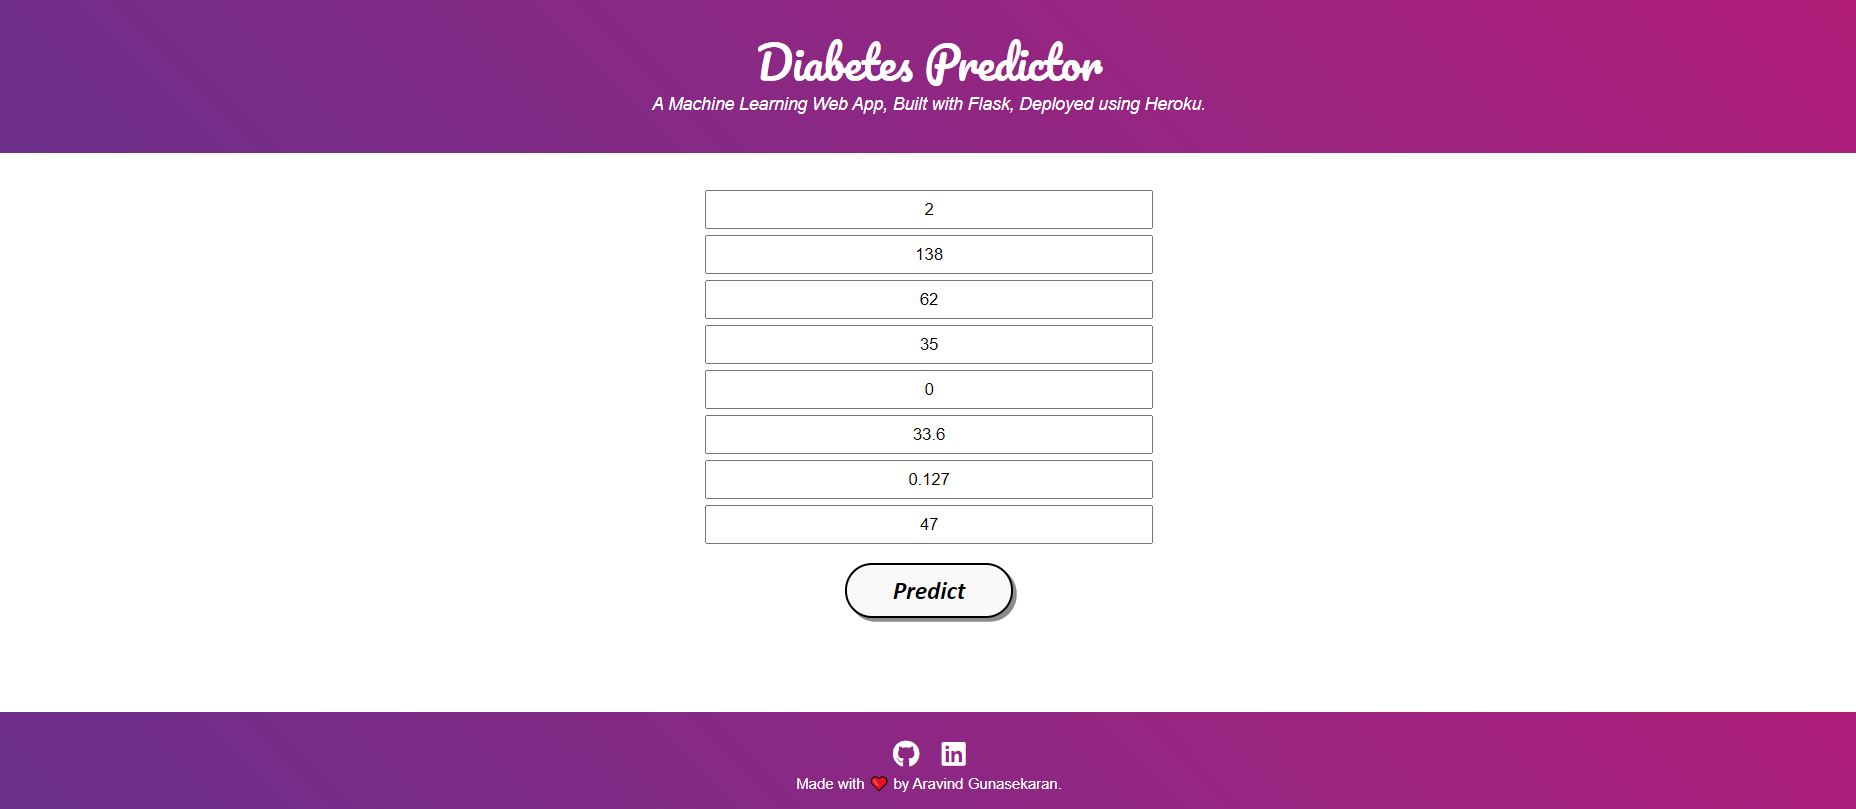 Diabetes Predictor
A Machine Learning Web App, Built with Flask, Deployed using Heroku.
2
138
62
35
0
33.6
0.127
47
Predict
in
Made with ❤️ by Aravind Gunasekaran.